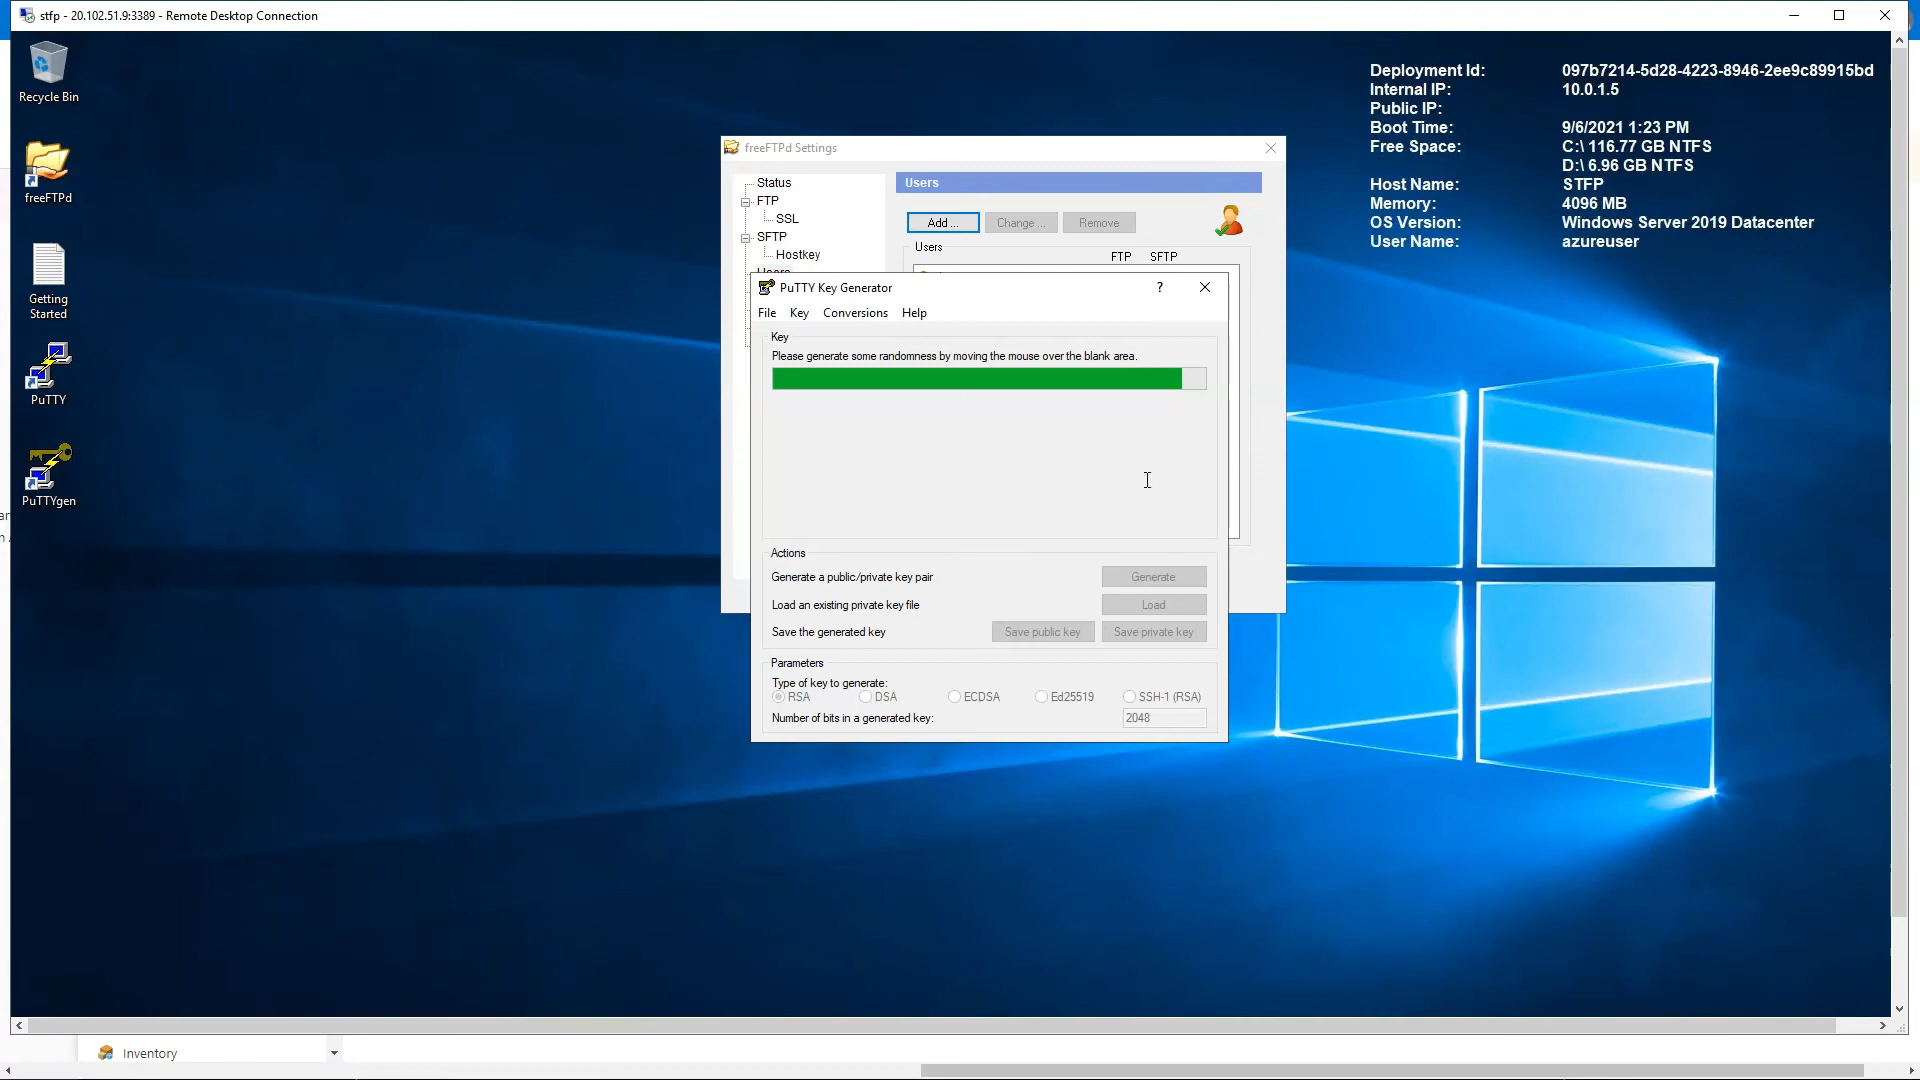 stfp - 20.102.51.9:3389 - Remote Desktop Connection
Recycle Bin
freeFTPd
Getting
Started
PuTTY
PuTTYgen
Deployment Id: 097b7214-5d28-4223-8946-2ee9c89915bd
Internal IP: 10.0.1.5
Public IP:
Boot Time: 9/6/2021 1:23 PM
Free Space: C:\ 116.77 GB NTFS
D:\ 6.96 GB NTFS
Host Name: STFP
Memory: 4096 MB
OS Version: Windows Server 2019 Datacenter
User Name: azureuser
freeFTPd Settings
Status
FTP
SSL
SFTP
Hostkey
Users
Users
Add ... Change ... Remove
Users
FTP SFTP
PuTTY Key Generator ?
File Key Conversions Help
Key
Please generate some randomness by moving the mouse over the blank area.
Actions
Generate a public/private key pair Generate
Load an existing private key file Load
Save the generated key Save public key Save private key
Parameters
Type of key to generate:
RSA DSA ECDSA Ed25519 SSH-1 (RSA)
Number of bits in a generated key: 2048
Inventory